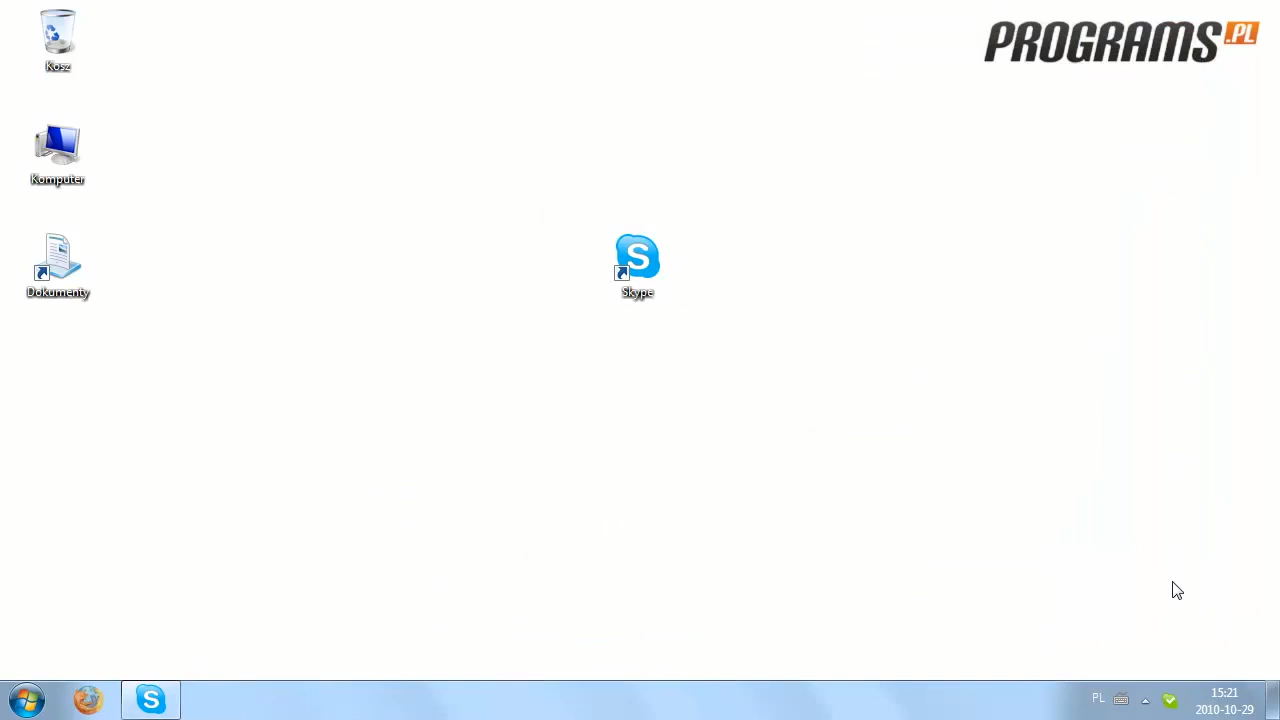 Kosz
PROGRAMS.PL
Komputer
Dokumenty
Skype
PL
15:21
2010-10-29